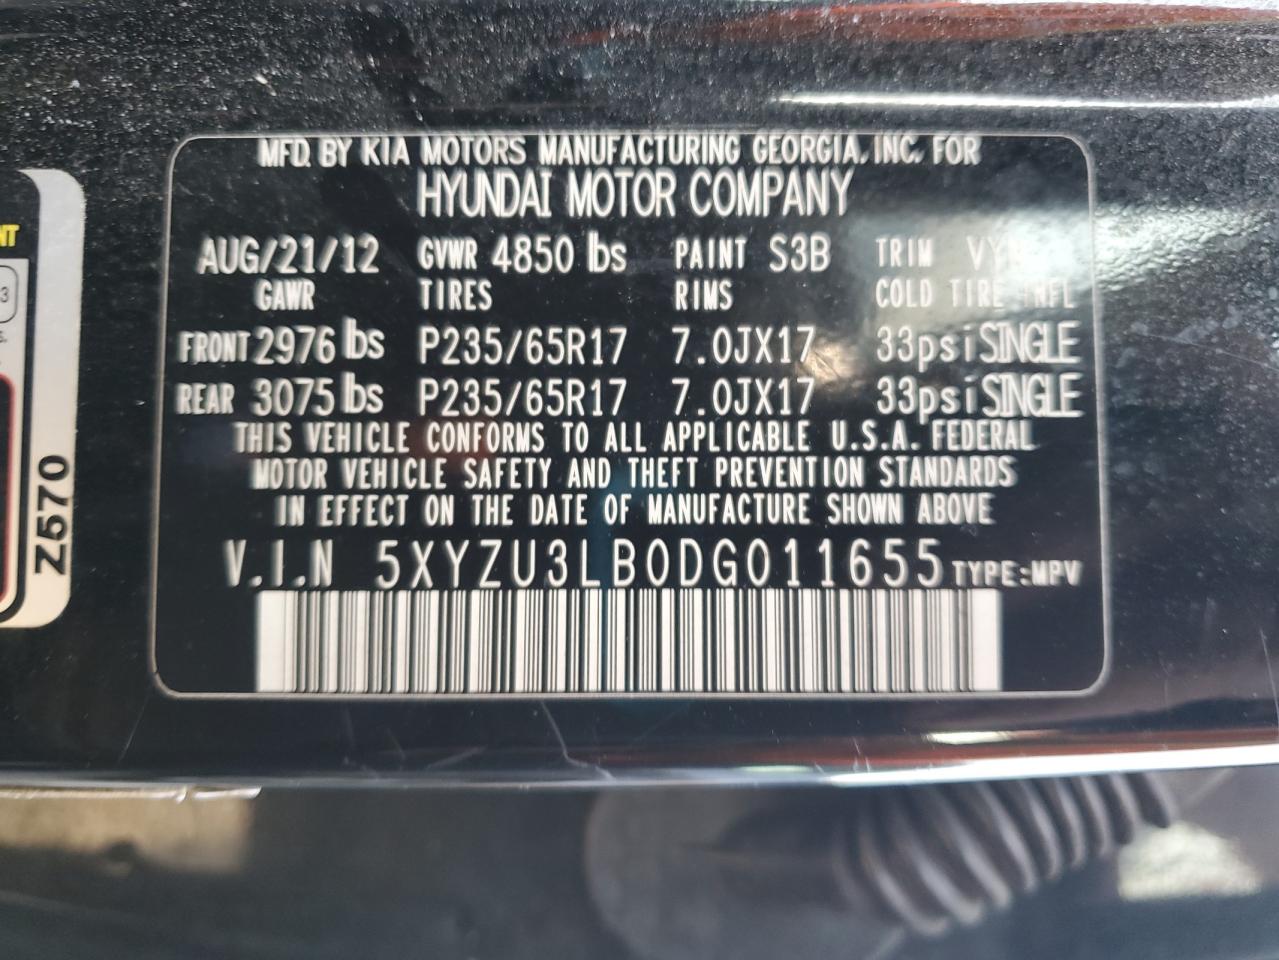 MFD. BY KIA MOTORS MANUFACTURING GEORGIA, INC. FOR
HYUNDAI MOTOR COMPANY
AUG/21/12 GVWR 4850 lbs PAINT S3B TRIM
GAWR TIRES RIMS COLD TIRE INFL
FRONT 2976 lbs P235/65R17 7.0JX17 33psi SINGLE
REAR 3075 lbs P235/65R17 7.0JX17 33psi SINGLE
THIS VEHICLE CONFORMS TO ALL APPLICABLE U.S.A. FEDERAL
MOTOR VEHICLE SAFETY AND THEFT PREVENTION STANDARDS
IN EFFECT ON THE DATE OF MANUFACTURE SHOWN ABOVE
V.I.N 5XYZU3LB0DG011655 TYPE:MPV
Z570